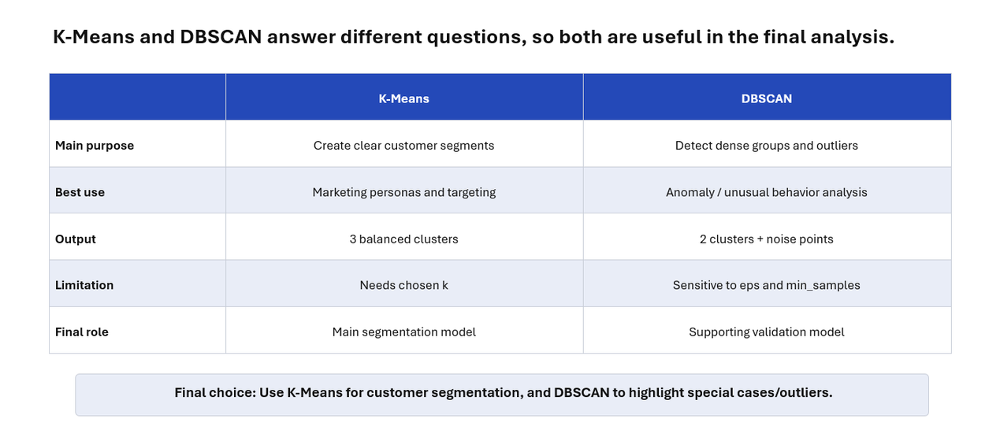 K-Means and DBSCAN answer different questions, so both are useful in the final analysis.
K-Means DBSCAN
Main purpose Create clear customer segments Detect dense groups and outliers
Best use Marketing personas and targeting Anomaly / unusual behavior analysis
Output 3 balanced clusters 2 clusters + noise points
Limitation Needs chosen k Sensitive to eps and min_samples
Final role Main segmentation model Supporting validation model
Final choice: Use K-Means for customer segmentation, and DBSCAN to highlight special cases/outliers.